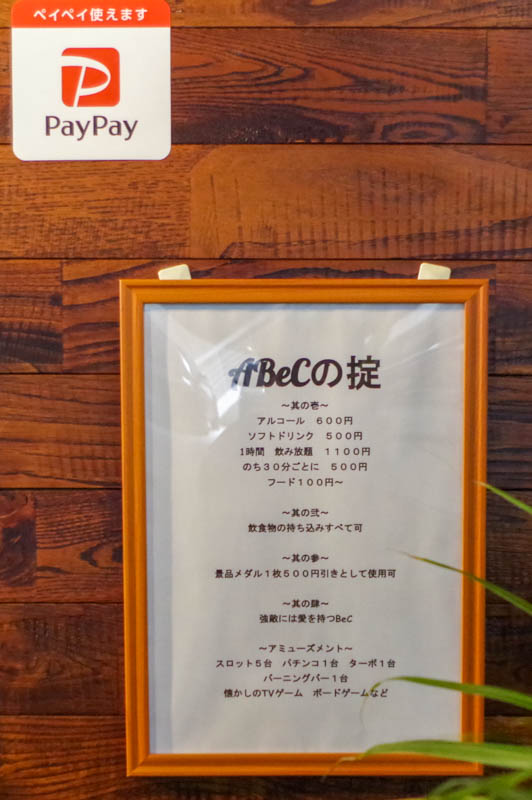 ペイペイ使えます
PayPay
ABeCの掟
～其の壱～
アルコール　６００円
ソフトドリンク　５００円
1時間　飲み放題　１１００円
のち３０分ごとに　５００円
フード１００円～
～其の弐～
飲食物の持ち込みすべて可
～其の参～
景品メダル１枚５００円引きとして使用可
～其の肆～
強敵には愛を持つBeC
～アミューズメント～
スロット５台　パチンコ１台　ターボ１台
バーニングバー１台
懐かしのTVゲーム　ボードゲームなど